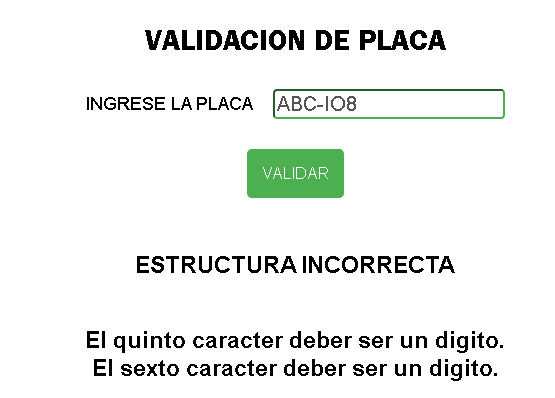 VALIDACION DE PLACA
INGRESE LA PLACA ABC-IO8
VALIDAR
ESTRUCTURA INCORRECTA
El quinto caracter deber ser un digito.
El sexto caracter deber ser un digito.